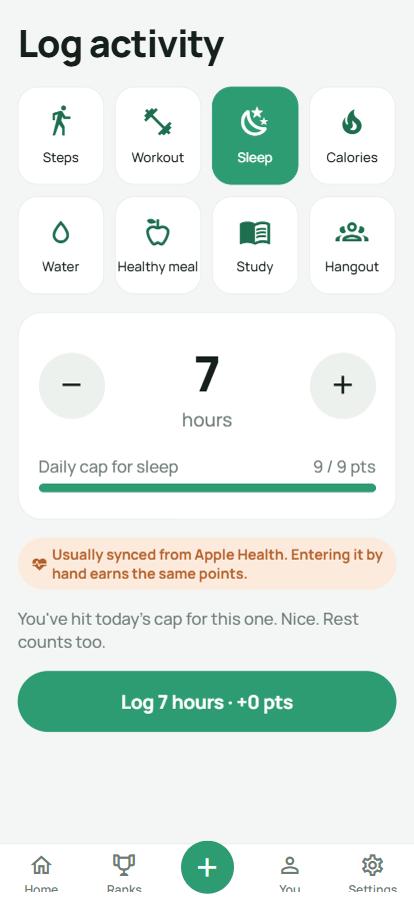 Log activity
Steps
Workout
Sleep
Calories
Water
Healthy meal
Study
Hangout
7
hours
Daily cap for sleep
9 / 9 pts
Usually synced from Apple Health. Entering it by
hand earns the same points.
You've hit today's cap for this one. Nice. Rest
counts too.
Log 7 hours · +0 pts
Home
Ranks
You
Settings